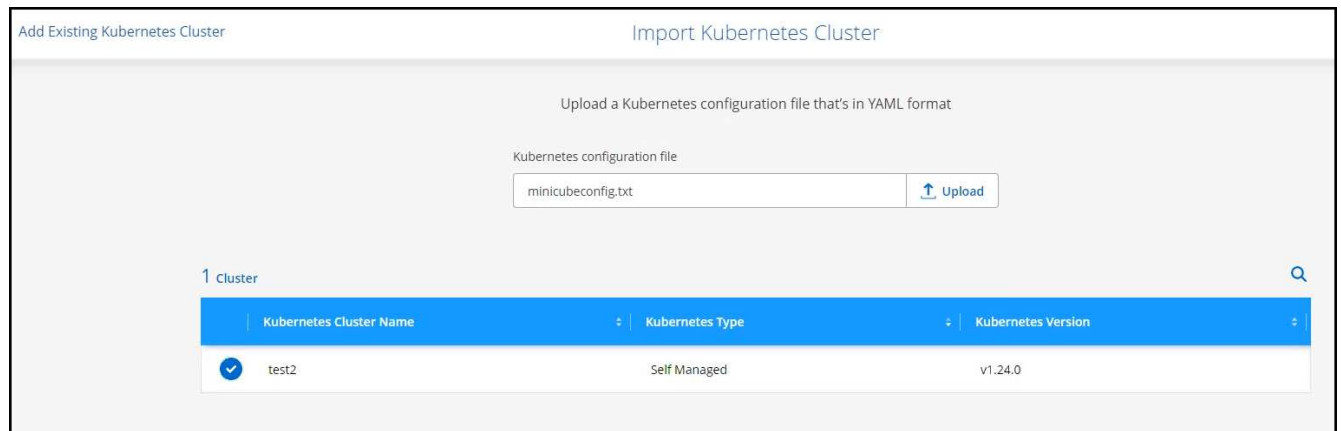 Add Existing Kubernetes Cluster
Import Kubernetes Cluster
Upload a Kubernetes configuration file that's in YAML format
Kubernetes configuration file
minicubeconfig.txt
Upload
1 Cluster
Kubernetes Cluster Name Kubernetes Type Kubernetes Version
test2 Self Managed v1.24.0